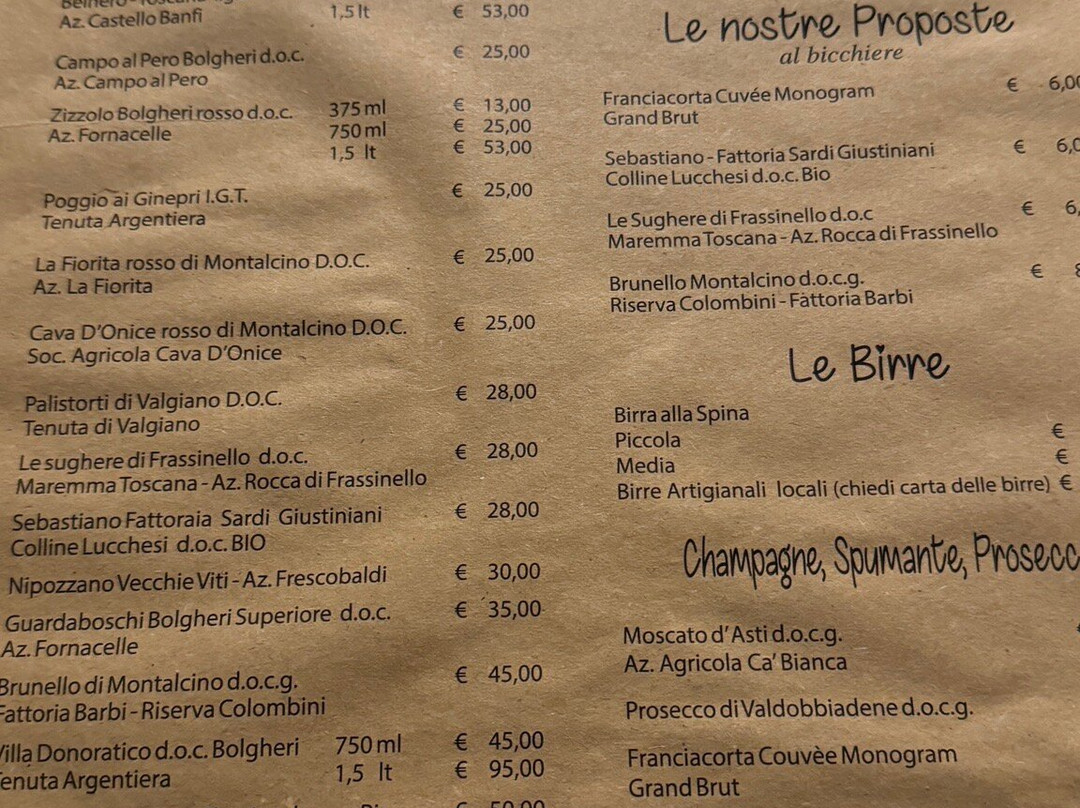 Az. Castello Banfi 1,5 lt € 53,00
Campo al Pero Bolgheri d.o.c. € 25,00
Az. Campo al Pero
Zizzolo Bolgheri rosso d.o.c. 375 ml € 13,00
Az. Fornacelle 750 ml € 25,00
1,5 lt € 53,00
Poggio ai Ginepri I.G.T. € 25,00
Tenuta Argentiera
La Fiorita rosso di Montalcino D.O.C. € 25,00
Az. La Fiorita
Cava D'Onice rosso di Montalcino D.O.C. € 25,00
Soc. Agricola Cava D'Onice
Palistorti di Valgiano D.O.C. € 28,00
Tenuta di Valgiano
Le sughere di Frassinello d.o.c. € 28,00
Maremma Toscana - Az. Rocca di Frassinello
Sebastiano Fattoraia Sardi Giustiniani € 28,00
Colline Lucchesi d.o.c. BIO
Nipozzano Vecchie Viti - Az. Frescobaldi € 30,00
Guardaboschi Bolgheri Superiore d.o.c. € 35,00
Az. Fornacelle
Brunello di Montalcino d.o.c.g. € 45,00
Fattoria Barbi - Riserva Colombini
Villa Donoratico d.o.c. Bolgheri 750 ml € 45,00
Tenuta Argentiera 1,5 lt € 95,00
Le nostre Proposte
al bicchiere
Franciacorta Cuvée Monogram € 6,00
Grand Brut
Sebastiano - Fattoria Sardi Giustiniani € 6,0
Colline Lucchesi d.o.c. Bio
Le Sughere di Frassinello d.o.c € 6,
Maremma Toscana - Az. Rocca di Frassinello
Brunello Montalcino d.o.c.g. €
Riserva Colombini - Fattoria Barbi
Le Birre
Birra alla Spina
Piccola €
Media €
Birre Artigianali locali (chiedi carta delle birre) €
Champagne, Spumante, Prosecc
Moscato d'Asti d.o.c.g.
Az. Agricola Ca' Bianca
Prosecco di Valdobbiadene d.o.c.g.
Franciacorta Couvèe Monogram
Grand Brut